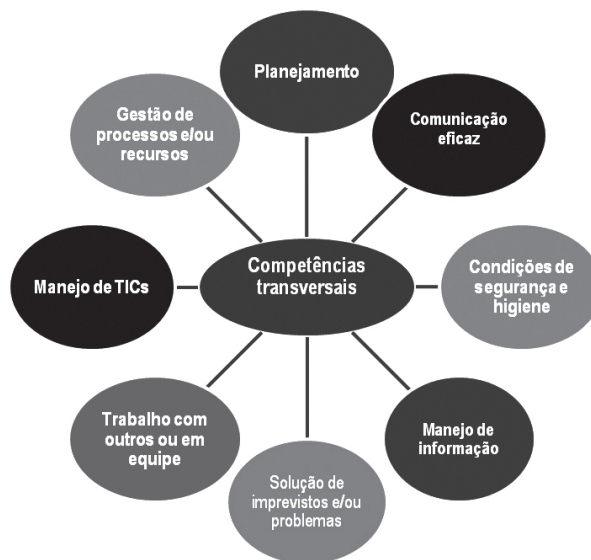 Planejamento
Gestão de
processos e/ou
recursos
Comunicação
eficaz
Competências
transversais
Manejo de TICs
Condições de
segurança e
higiene
Trabalho com
outros ou em
equipe
Manejo de
informação
Solução de
imprevistos e/ou
problemas